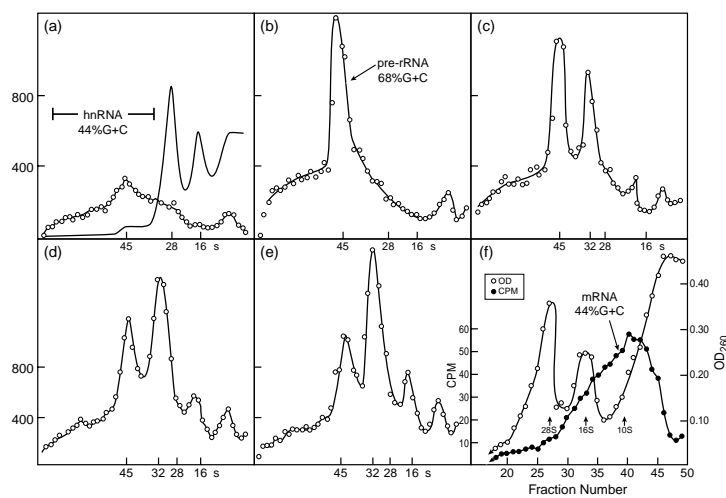 (a)
800
400
hnRNA
44%G+C
45 28 16 s
(b)
pre-rRNA
68%G+C
45 28 16 s
(c)
45 32 28 16 s
(d)
800
400
45 32 28 16 s
(e)
45 32 28 16 s
(f)
OD
CPM
mRNA
44%G+C
CPM
60
50
40
30
20
10
28S 16S 10S
0.40
0.30
0.20
0.10
OD260
20 25 30 35 40 45 50
Fraction Number